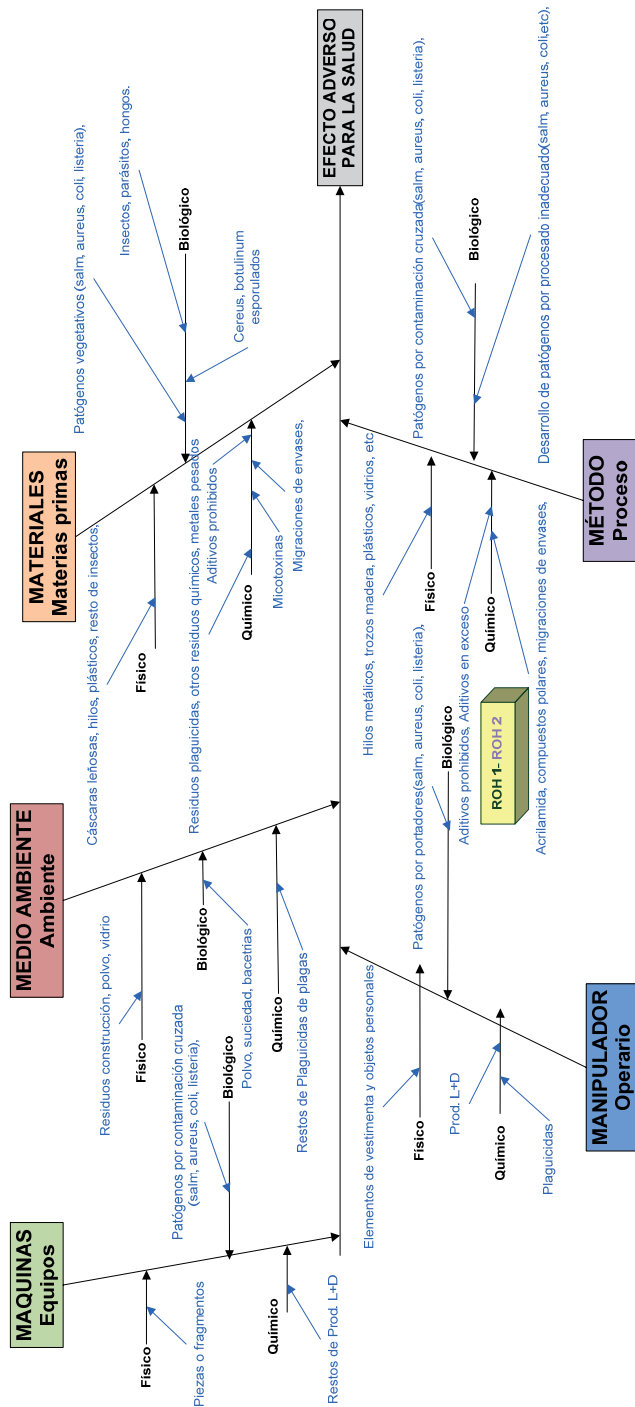 MAQUINAS
Equipos
Físico
Piezas o fragmentos
Patógenos por contaminación cruzada
(salm, aureus, coli, listeria),
Biológico
Químico
Restos de Prod. L+D
MEDIO AMBIENTE
Ambiente
Residuos construcción, polvo, vidrio
Físico
Biológico
Polvo, suciedad, bacetrias
Químico
Restos de Plaguicidas de plagas
MATERIALES
Materias primas
Cáscaras leñosas, hilos, plásticos, resto de insectos,
Físico
Patógenos vegetativos (salm, aureus, coli, listeria),
Insectos, parásitos, hongos.
Biológico
Cereus, botulinum
esporulados
Residuos plaguicidas, otros residuos químicos, metales pesados
Aditivos prohibidos
Químico
Micotoxinas
Migraciones de envases,
EFECTO ADVERSO
PARA LA SALUD
Elementos de vestimenta y objetos personales
Físico
Patógenos por portadores(salm, aureus, coli, listeria),
Biológico
Prod. L+D
Químico
Plaguicidas
MANIPULADOR
Operario
Hilos metálicos, trozos madera, plásticos, vidrios, etc
Físico
Patógenos por contaminación cruzada(salm, aureus, coli, listeria),
Biológico
Aditivos prohibidos, Aditivos en exceso
Químico
ROH 1- ROH 2
Acrilamida, compuestos polares, migraciones de envases,
Desarrollo de patógenos por procesado inadecuado(salm, aureus, coli,etc),
MÉTODO
Proceso